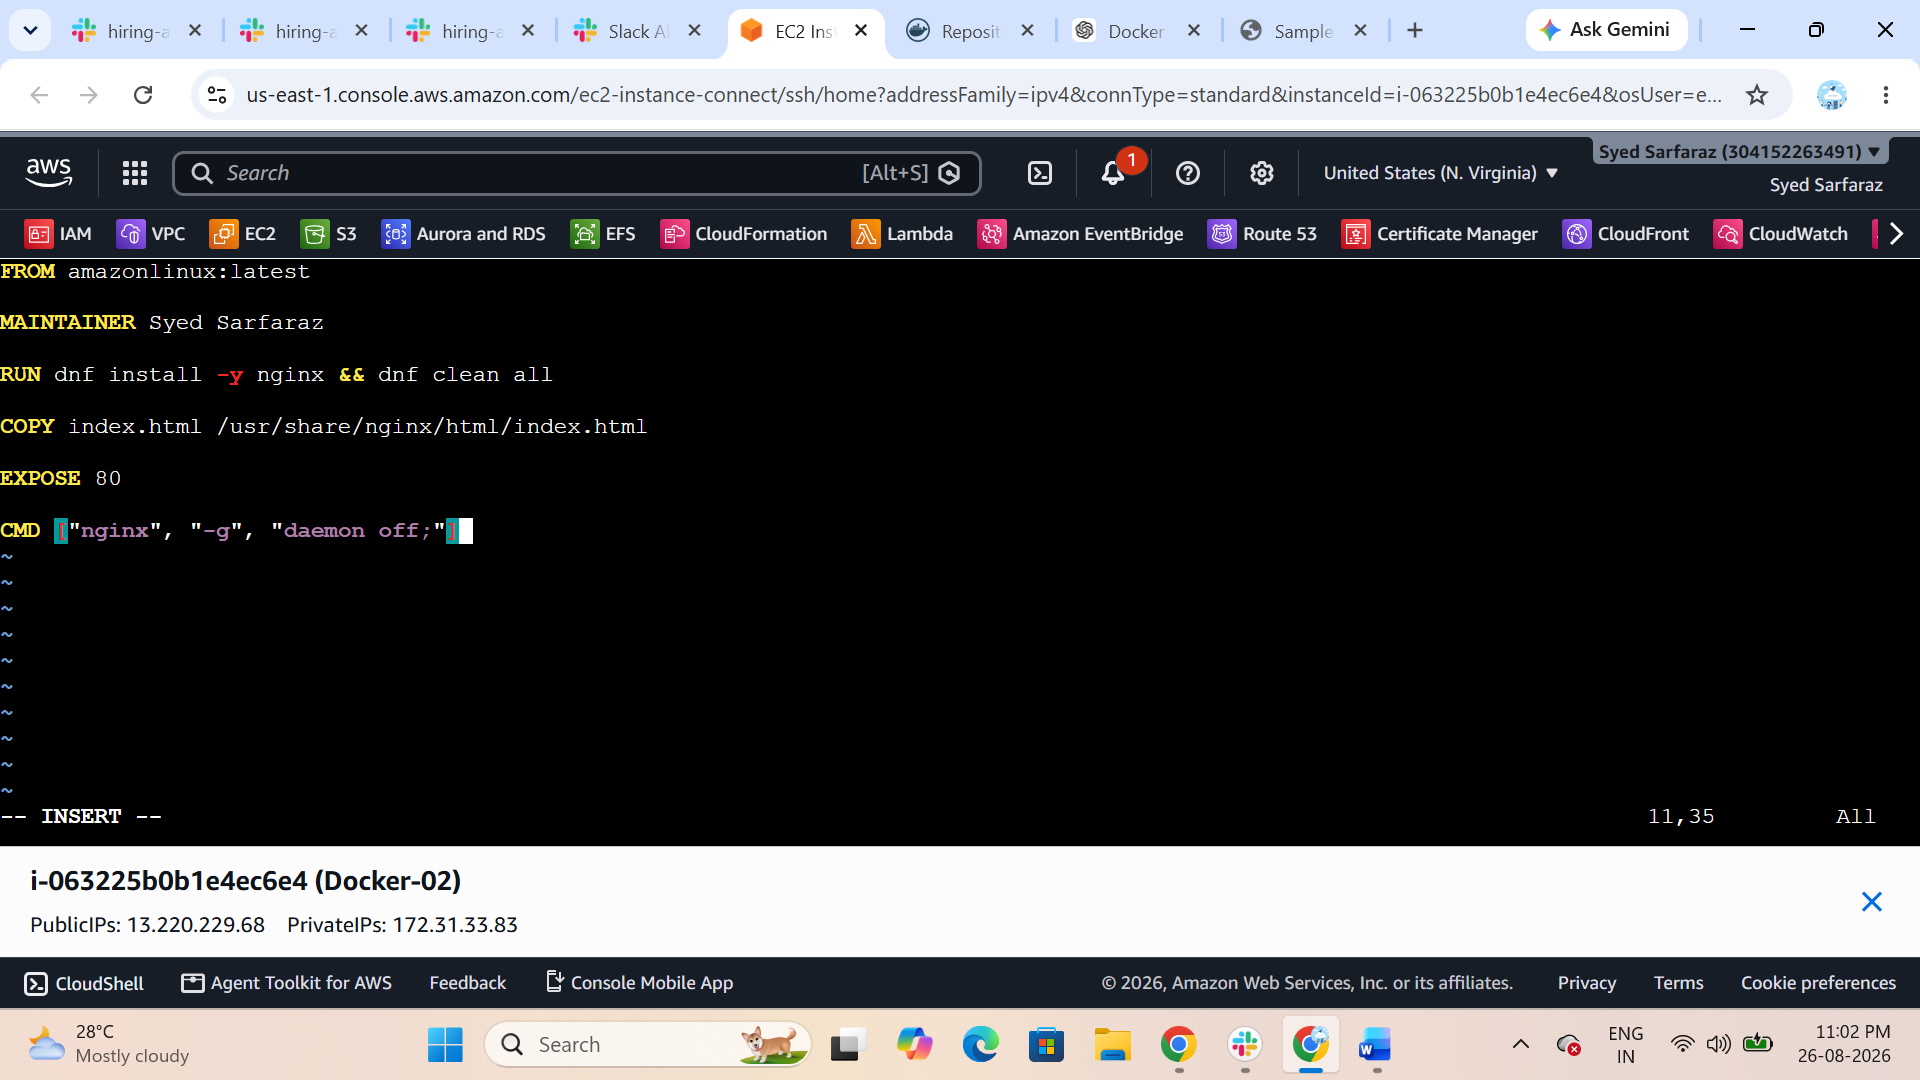 hiring-a
hiring-a
hiring-a
Slack A
EC2 Ins
Reposit
Docker
Sample
Ask Gemini
us-east-1.console.aws.amazon.com/ec2-instance-connect/ssh/home?addressFamily=ipv4&connType=standard&instanceId=i-063225b0b1e4ec6e4&osUser=e...
aws
Search
[Alt+S]
1
United States (N. Virginia) ▼
Syed Sarfaraz (304152263491) ▼
Syed Sarfaraz
IAM
VPC
EC2
S3
Aurora and RDS
EFS
CloudFormation
Lambda
Amazon EventBridge
Route 53
Certificate Manager
CloudFront
CloudWatch
FROM amazonlinux:latest
MAINTAINER Syed Sarfaraz
RUN dnf install -y nginx && dnf clean all
COPY index.html /usr/share/nginx/html/index.html
EXPOSE 80
CMD ["nginx", "-g", "daemon off;"]
~
~
~
~
~
~
~
~
~
~
-- INSERT --
11,35
All
i-063225b0b1e4ec6e4 (Docker-02)
PublicIPs: 13.220.229.68 PrivateIPs: 172.31.33.83
CloudShell
Agent Toolkit for AWS
Feedback
Console Mobile App
© 2026, Amazon Web Services, Inc. or its affiliates.
Privacy
Terms
Cookie preferences
28°C
Mostly cloudy
Search
ENG
IN
11:02 PM
26-08-2026